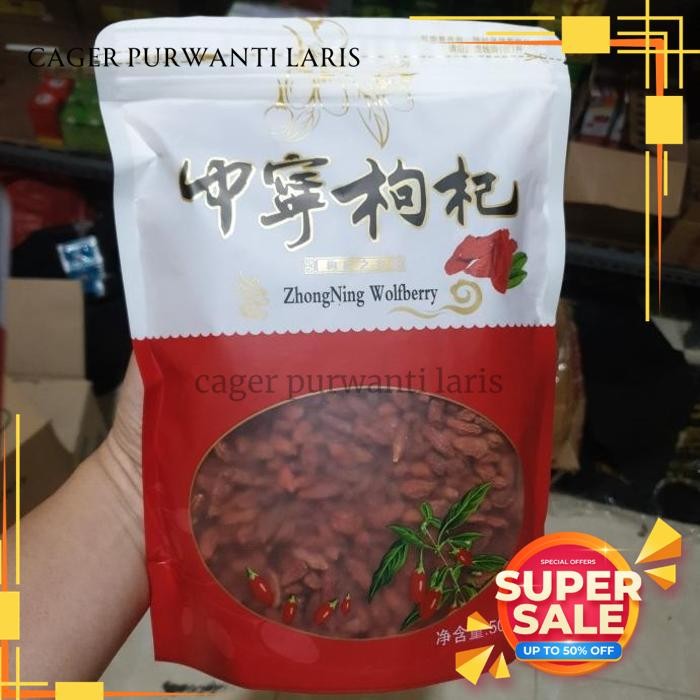 CAGER PURWANTI LARIS
中寧枸杞
ZhongNing Wolfberry
cager purwanti laris
净含量:50
SPECIAL OFFERS
SUPER
SALE
UP TO 50% OFF